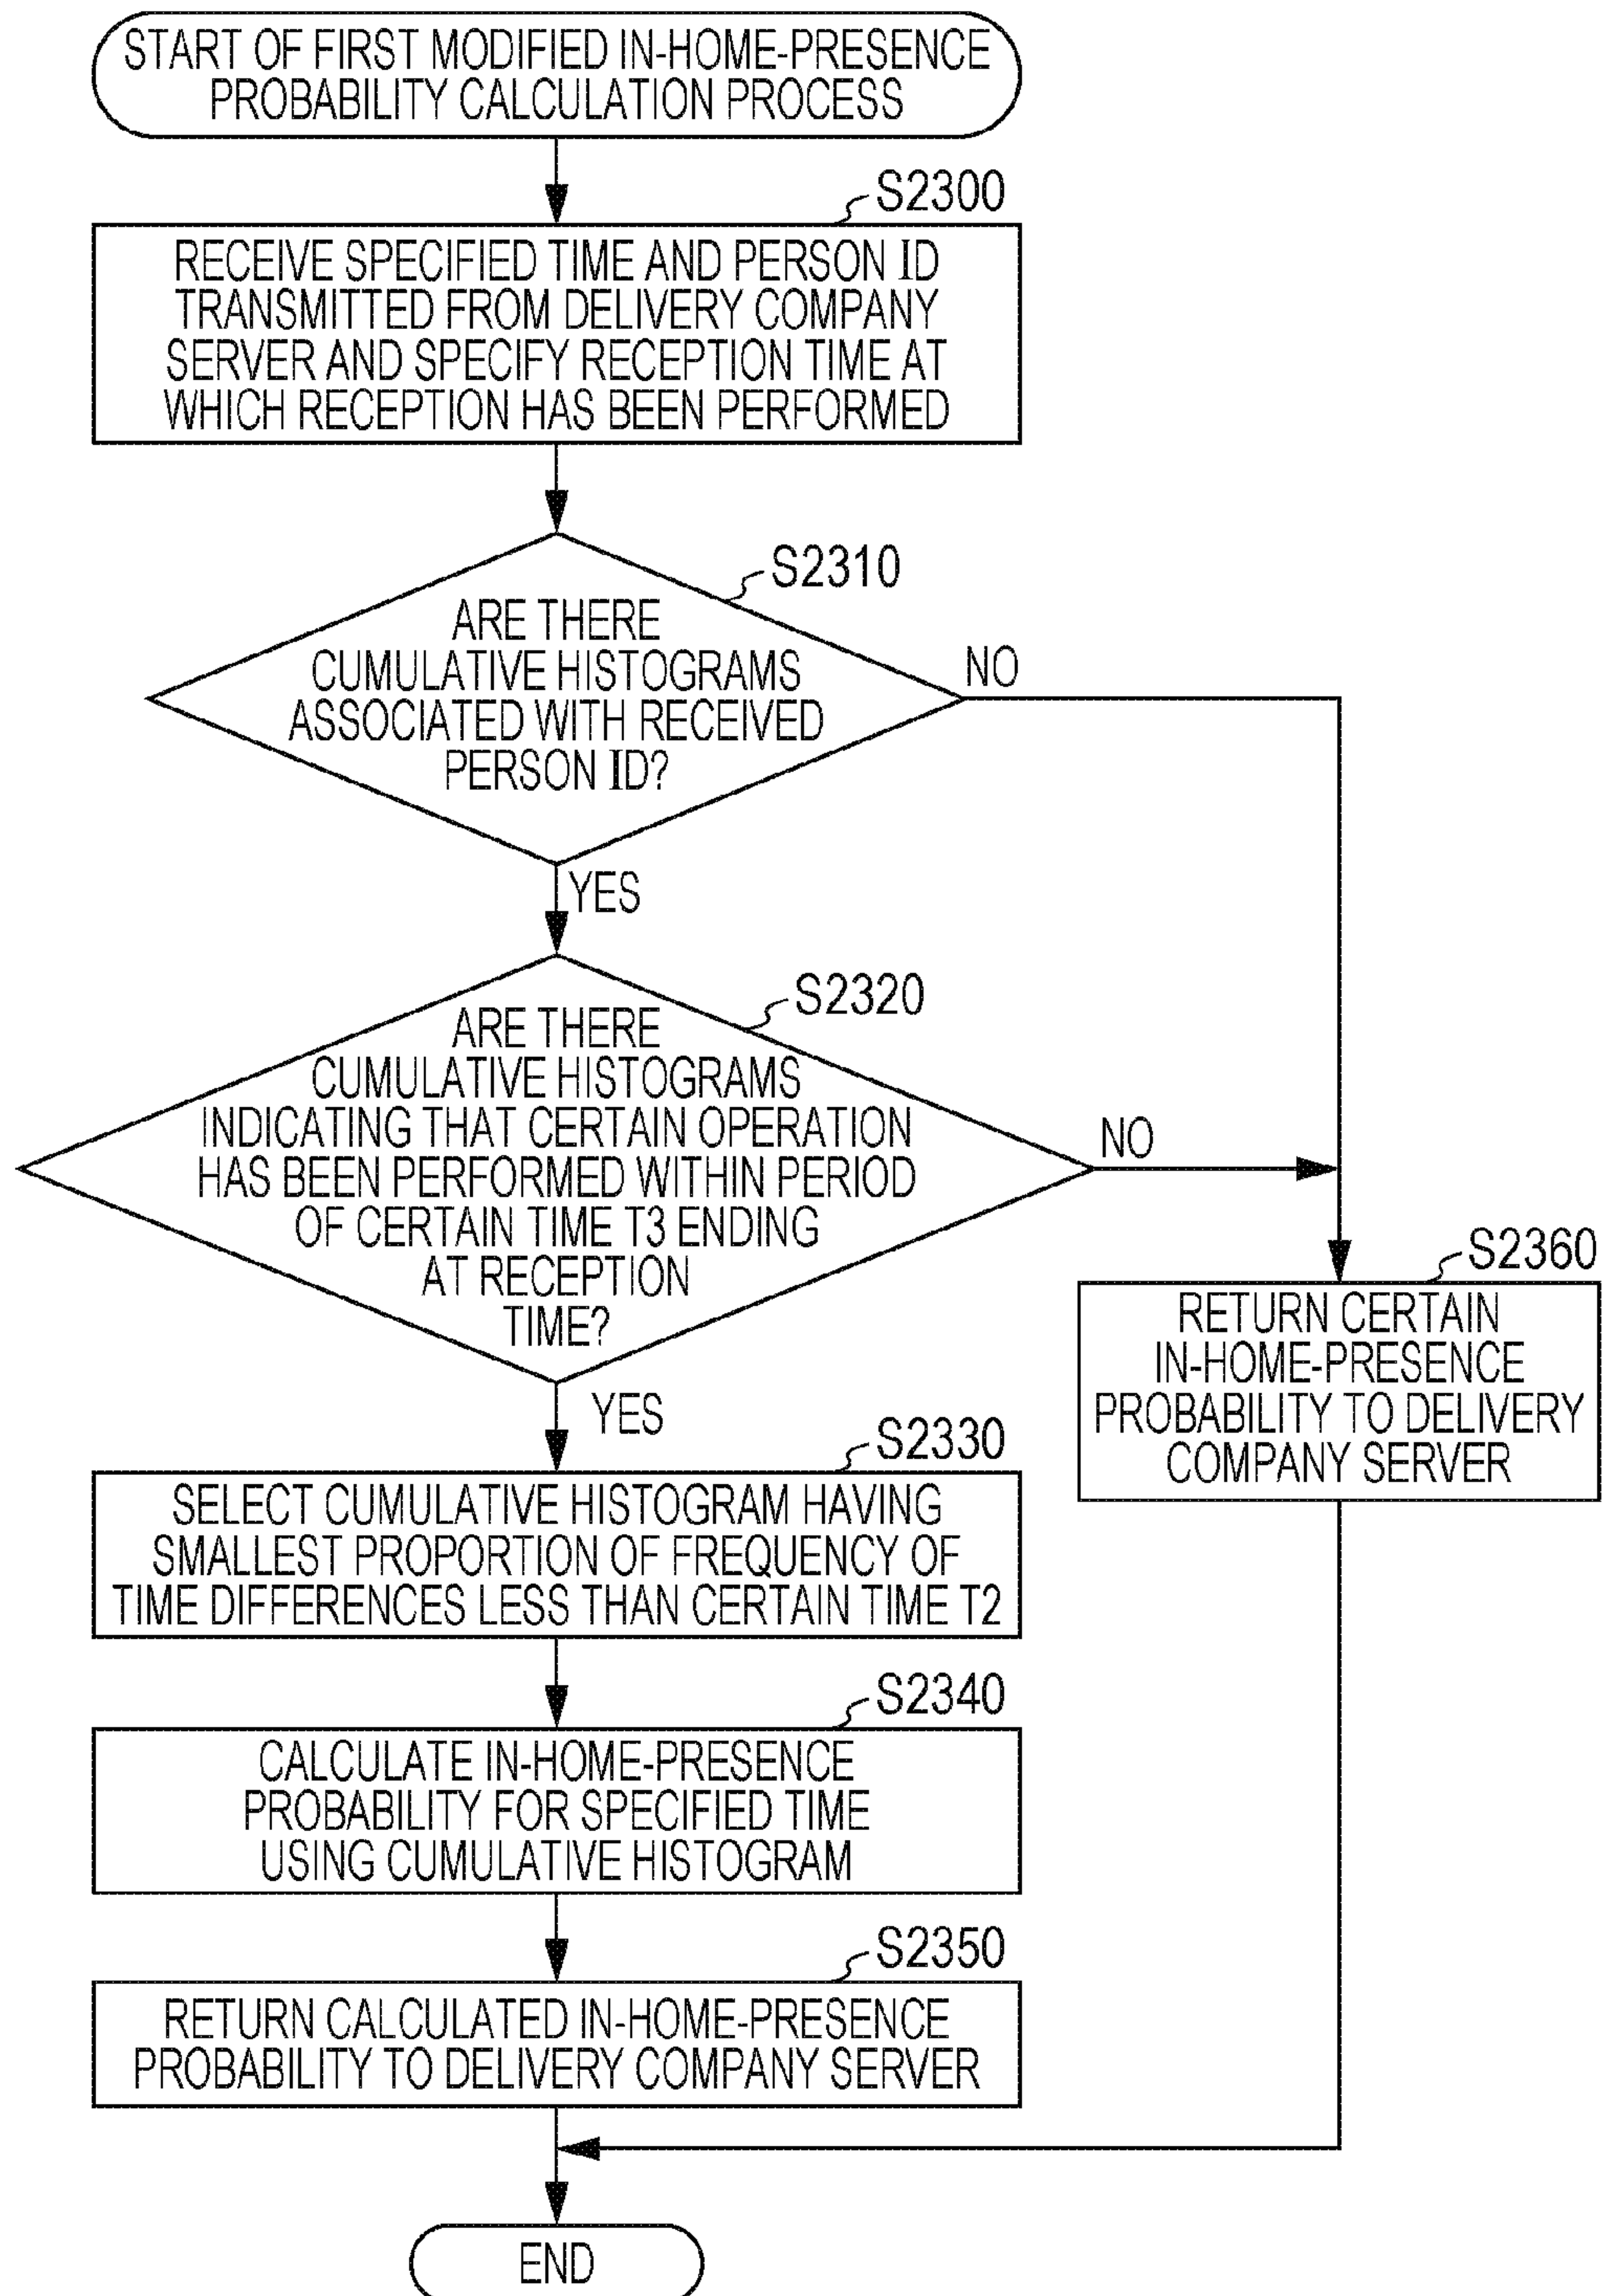 START OF FIRST MODIFIED IN-HOME-PRESENCE
PROBABILITY CALCULATION PROCESS
S2300
RECEIVE SPECIFIED TIME AND PERSON ID
TRANSMITTED FROM DELIVERY COMPANY
SERVER AND SPECIFY RECEPTION TIME AT
WHICH RECEPTION HAS BEEN PERFORMED
S2310
ARE THERE
CUMULATIVE HISTOGRAMS
ASSOCIATED WITH RECEIVED
PERSON ID?
NO
YES
S2320
ARE THERE
CUMULATIVE HISTOGRAMS
INDICATING THAT CERTAIN OPERATION
HAS BEEN PERFORMED WITHIN PERIOD
OF CERTAIN TIME T3 ENDING
AT RECEPTION
TIME?
NO
YES
S2360
RETURN CERTAIN
IN-HOME-PRESENCE
PROBABILITY TO DELIVERY
COMPANY SERVER
S2330
SELECT CUMULATIVE HISTOGRAM HAVING
SMALLEST PROPORTION OF FREQUENCY OF
TIME DIFFERENCES LESS THAN CERTAIN TIME T2
S2340
CALCULATE IN-HOME-PRESENCE
PROBABILITY FOR SPECIFIED TIME
USING CUMULATIVE HISTOGRAM
S2350
RETURN CALCULATED IN-HOME-PRESENCE
PROBABILITY TO DELIVERY COMPANY SERVER
END